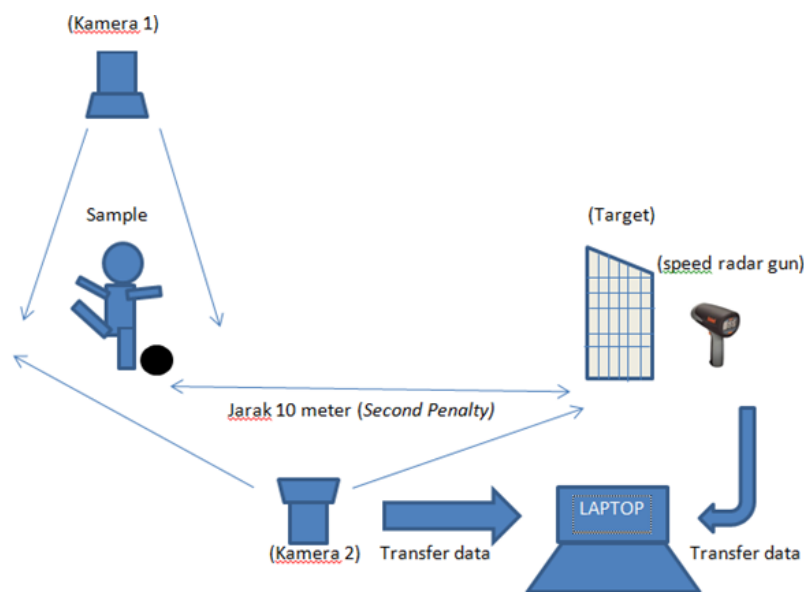 (Kamera 1)
Sample
(Target)
(speed radar gun)
Jarak 10 meter (Second Penalty)
LAPTOP
(Kamera 2)
Transfer data
Transfer data